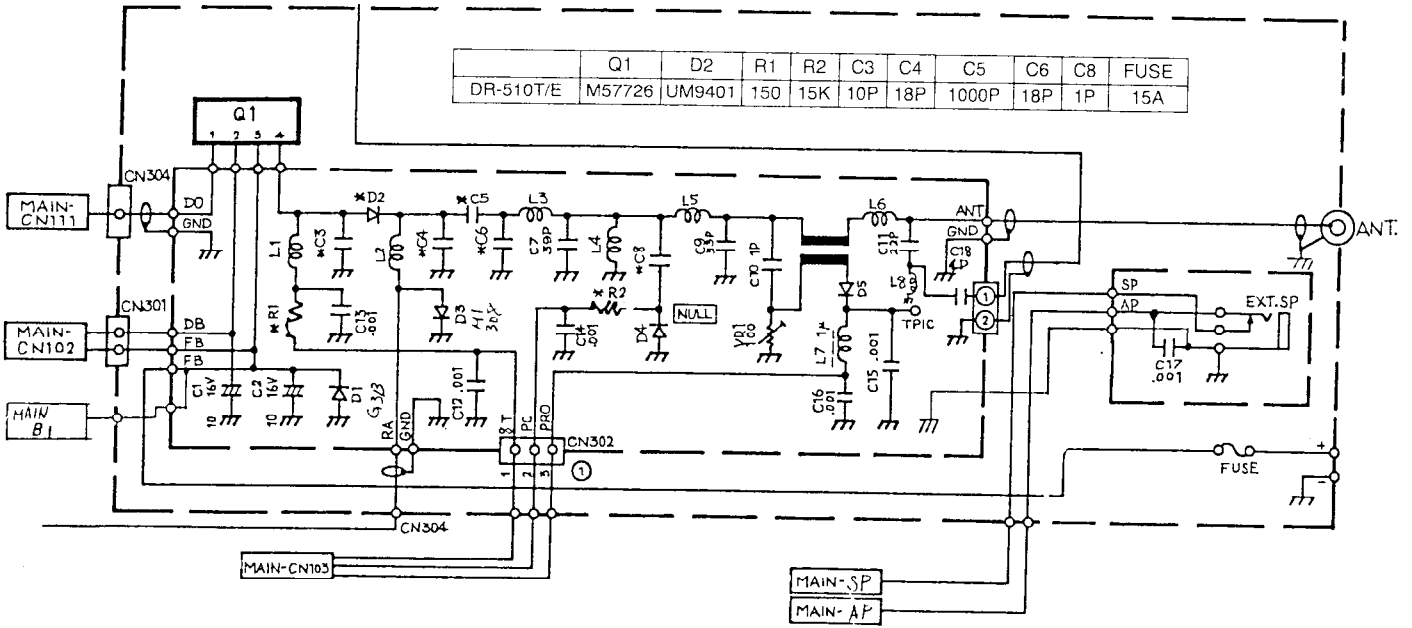 Q1 D2 R1 R2 C3 C4 C5 C6 C8 FUSE
DR-510T/E M57726 UM9401 150 15K 10P 18P 1000P 18P 1P 15A
Q1
1 2 3 4
CN304
MAIN-
CN111
DO
GND
*D2
*C5
L3
L5
L6
ANT
GND
ANT.
L1
*C3
L2
*C4
*C6
C7
39P
L4
*C8
C9
33P
C10 1P
C11
22P
C18
1P
L8
D5
TPIC
1
2
CN301
MAIN-
CN102
DB
FB
FB
*R1
C13
.001
D3
*R2
C14
.001
D4
NULL
VR1
100
L7 1μ
C15 .001
C16
.001
SP
AP
EXT.SP
C17
.001
MAIN
B1
C1
16V
10
C2
16V
10
D1
G3B
RA
GND
C12 .001
8T
PC
PRO
CN302
1
2
3
1
FUSE
+
-
CN304
MAIN-CN103
MAIN-SP
MAIN-AP